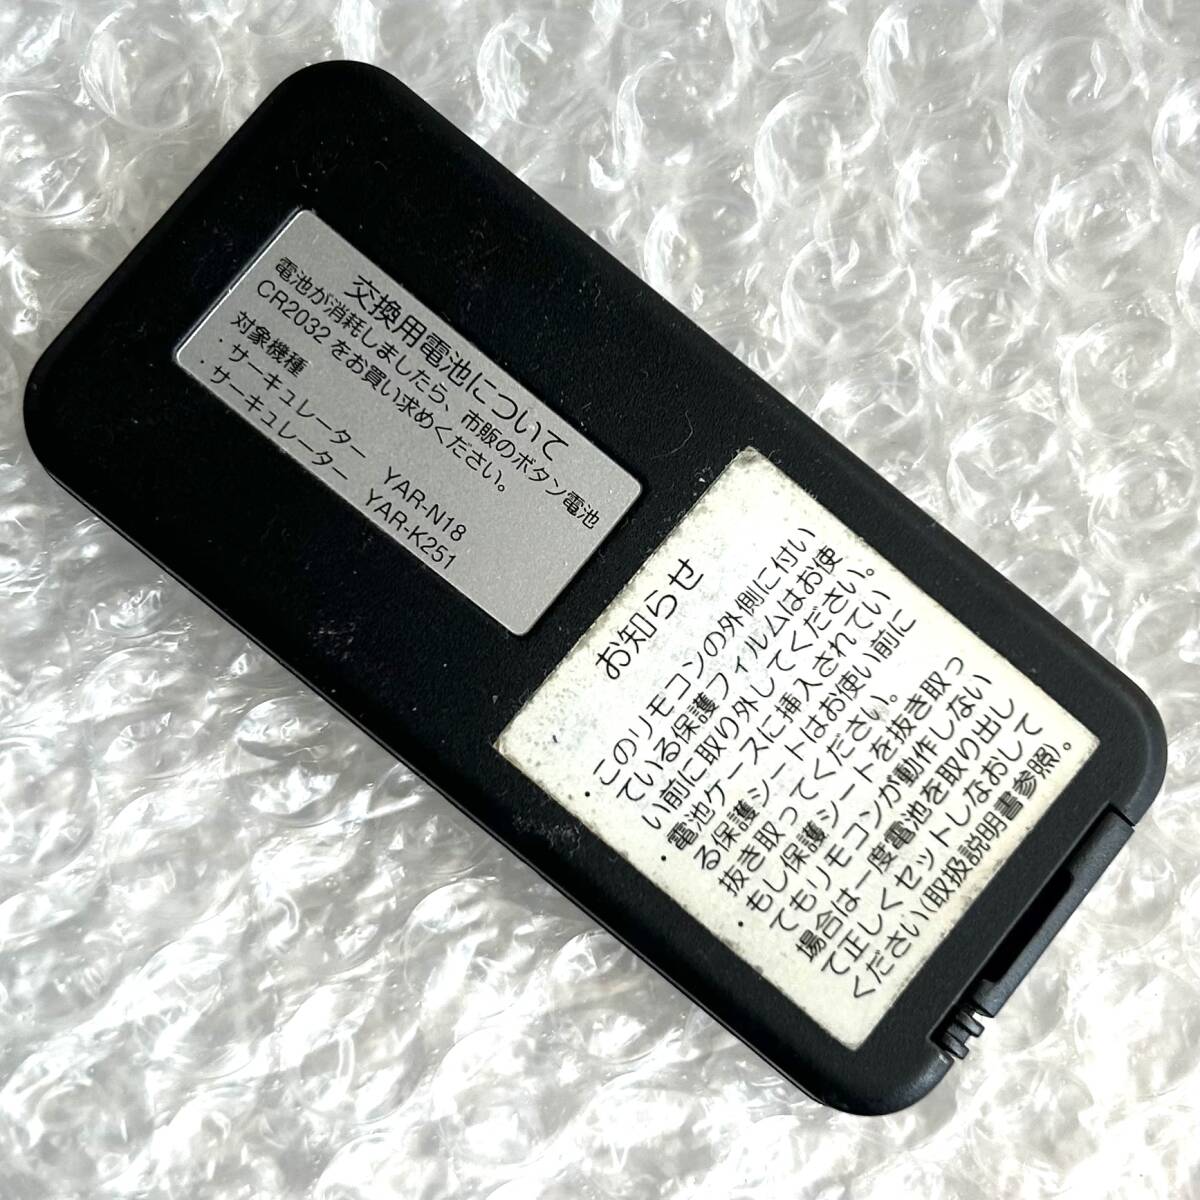 交換用電池について
電池が消耗しましたら、市販のボタン電池
CR2032 をお買い求めください。
対象機種
・サーキュレーター YAR-N18
サーキュレーター YAR-K251
お知らせ
・このリモコンの外側に付い
ている保護フィルムはお使
い前に取り外してください。
・電池ケースに挿入されてい
る保護シートはお使い前に
抜き取ってください。
・もし保護シートを抜き取っ
てもリモコンが動作しない
場合は一度電池を取り出し
て正しくセットしなおして
ください(取扱説明書参照)。